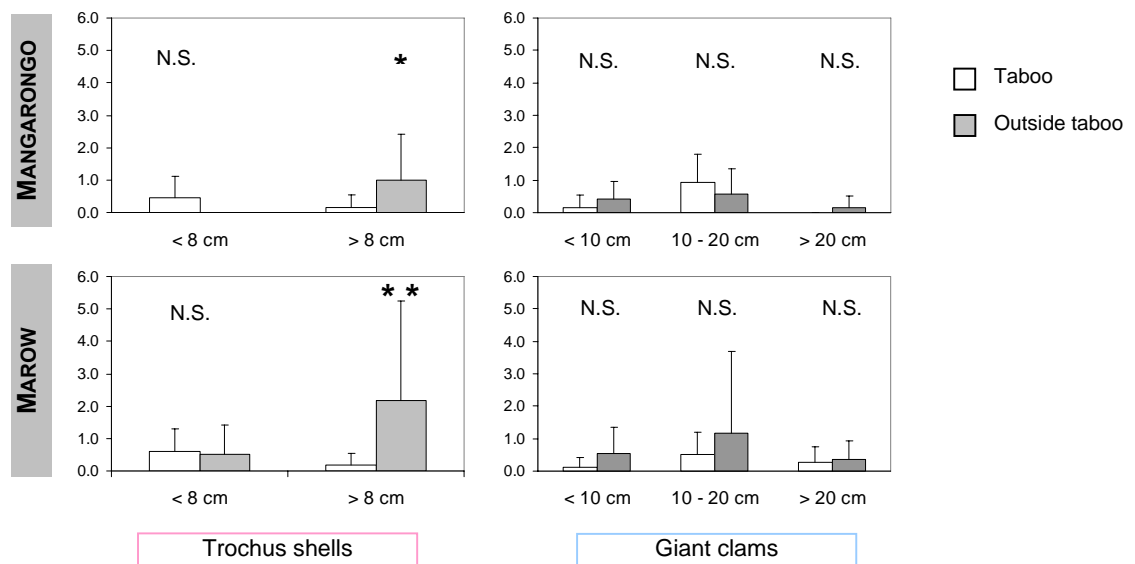 MANGARONGO
6.0
5.0
4.0
3.0
2.0
1.0
0.0
N.S.
*
< 8 cm
> 8 cm
6.0
5.0
4.0
3.0
2.0
1.0
0.0
N.S.
N.S.
N.S.
< 10 cm
10 - 20 cm
> 20 cm
Taboo
Outside taboo
MAROW
6.0
5.0
4.0
3.0
2.0
1.0
0.0
N.S.
* *
< 8 cm
> 8 cm
6.0
5.0
4.0
3.0
2.0
1.0
0.0
N.S.
N.S.
N.S.
< 10 cm
10 - 20 cm
> 20 cm
Trochus shells
Giant clams